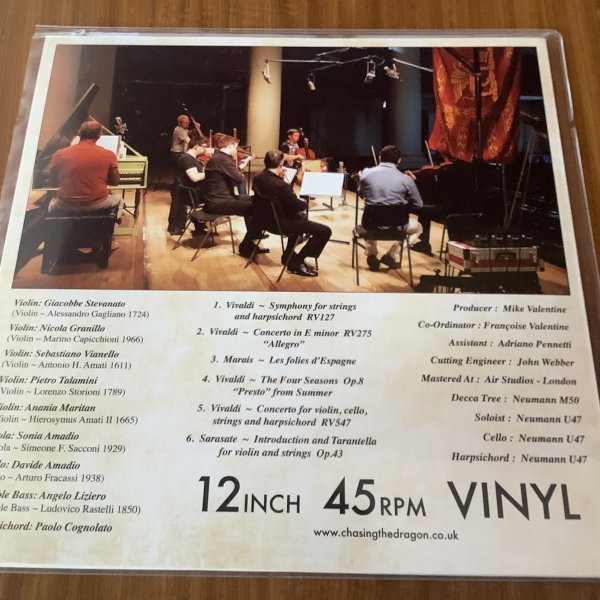 Violin: Giacobbe Stevanato
(Violin ~ Alessandro Gagliano 1724)
Violin: Nicola Granillo
(Violin ~ Marino Capicchioni 1966)
Violin: Sebastiano Vianello
(Violin ~ Antonio H. Amati 1611)
Violin: Pietro Talamini
Violin ~ Lorenzo Storioni 1789)
Violin: Anania Maritan
Violin ~ Hierosymus Amati II 1665)
Sonia Amadio
~ Simeone F. Sacconi 1929)
Davide Amadio
~ Arturo Fracassi 1938)
Bass: Angelo Liziero
Bass ~ Ludovico Rastelli 1850)
Paolo Cognolato
1. Vivaldi ~ Symphony for strings
and harpsichord RV127
2. Vivaldi ~ Concerto in E minor RV275
"Allegro"
3. Marais ~ Les folies d'Espagne
4. Vivaldi ~ The Four Seasons Op.8
"Presto" from Summer
5. Vivaldi ~ Concerto for violin, cello,
strings and harpsichord RV547
6. Sarasate ~ Introduction and Tarantella
for violin and strings Op.43
Producer : Mike Valentine
Co-Ordinator : Françoise Valentine
Assistant : Adriano Pennetti
Cutting Engineer : John Webber
Mastered At : Air Studios - London
Decca Tree : Neumann M50
Soloist : Neumann U47
Cello : Neumann U47
Harpsichord : Neumann U47
12 INCH 45 RPM VINYL
www.chasingthedragon.co.uk